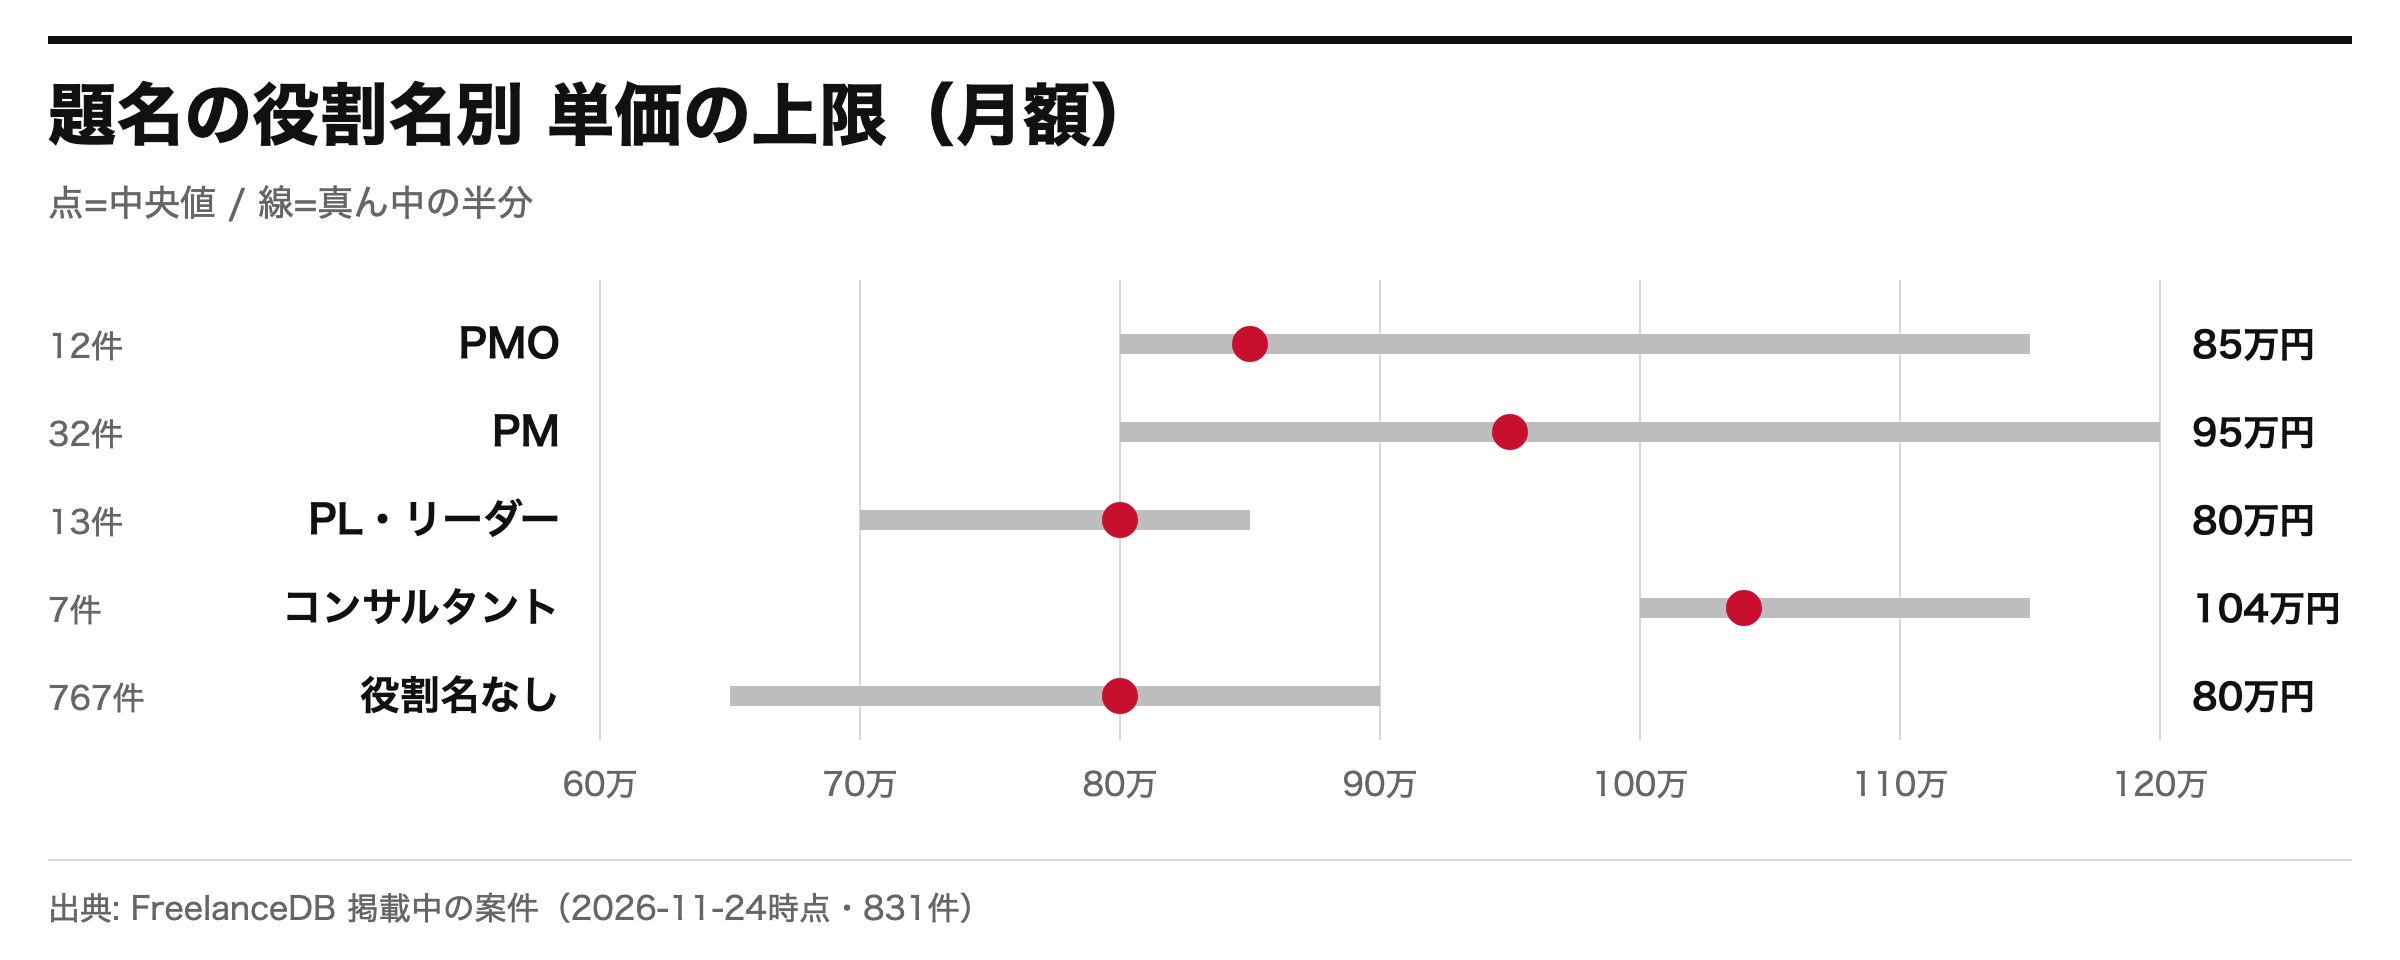 題名の役割名別 単価の上限（月額）
点=中央値 / 線=真ん中の半分
12件 PMO 85万円
32件 PM 95万円
13件 PL・リーダー 80万円
7件 コンサルタント 104万円
767件 役割名なし 80万円
60万 70万 80万 90万 100万 110万 120万
出典: FreelanceDB 掲載中の案件（2026-11-24時点・831件）